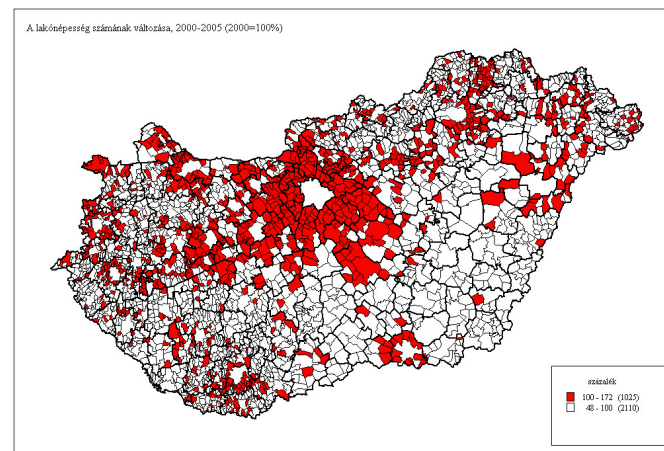 A lakónépesség számának változása, 2000-2005 (2000=100%)
százalék
100 - 172 (1025)
48 - 100 (2110)